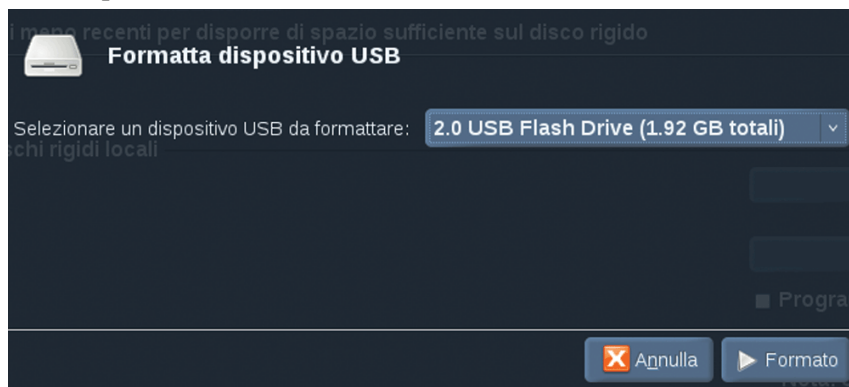 i meno recenti per disporre di spazio sufficiente sul disco rigido
Formatta dispositivo USB
Selezionare un dispositivo USB da formattare:
2.0 USB Flash Drive (1.92 GB totali)
schi rigidi locali
Progra
Annulla
Formato
Nota: